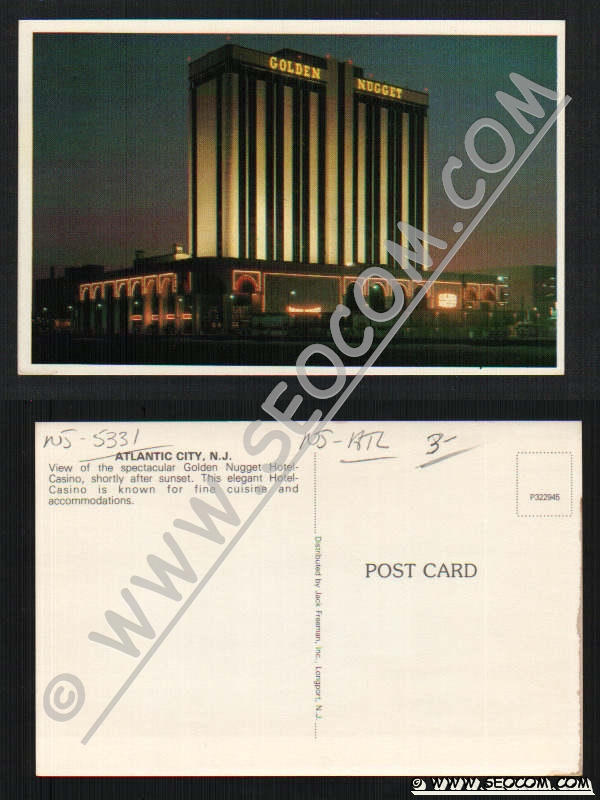 GOLDEN NUGGET
© WWW.SEOCOM.COM
NJ-5331
NJ-ATL
3-
ATLANTIC CITY, N.J.
View of the spectacular Golden Nugget Hotel-
Casino, shortly after sunset. This elegant Hotel-
Casino is known for fine cuisine and
accommodations.
P322945
POST CARD
Distributed by Jack Freeman, Inc., Longport, N.J.
© WWW.SEOCOM.COM